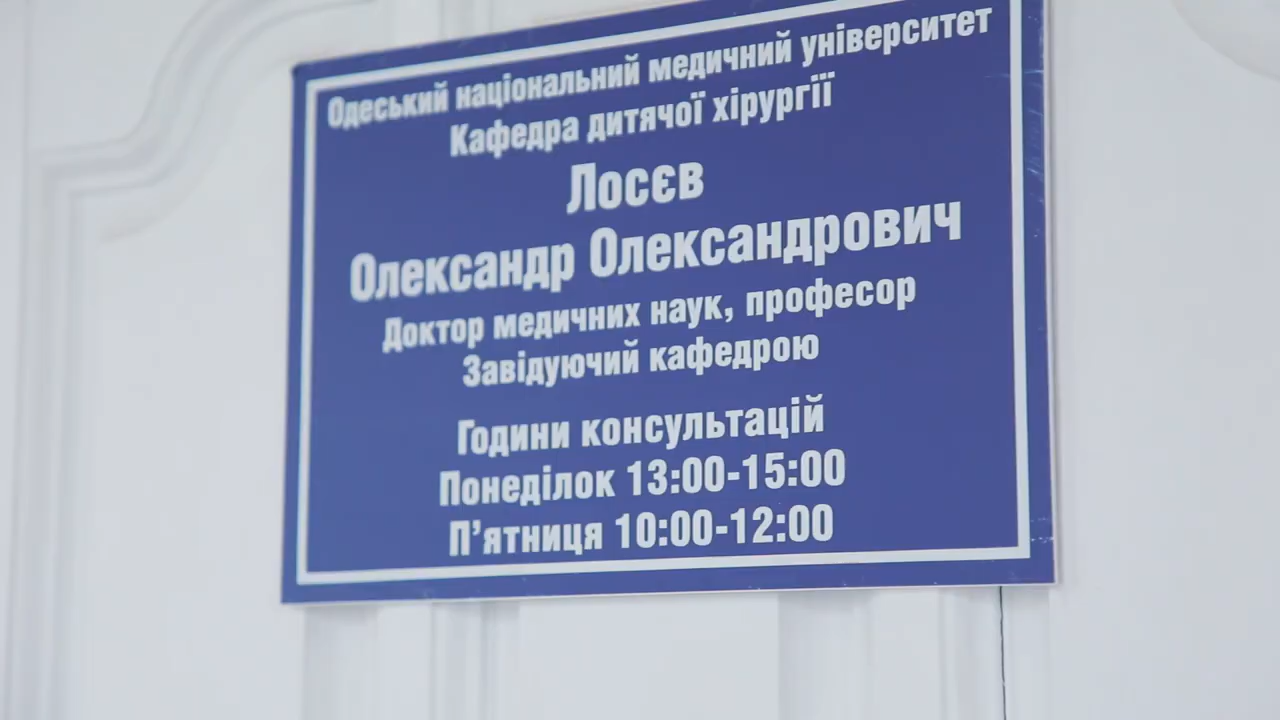 Одеський національний медичний університет
Кафедра дитячої хірургії
Лосєв
Олександр Олександрович
Доктор медичних наук, професор
Завідуючий кафедрою
Години консультацій
Понеділок 13:00-15:00
П’ятниця 10:00-12:00